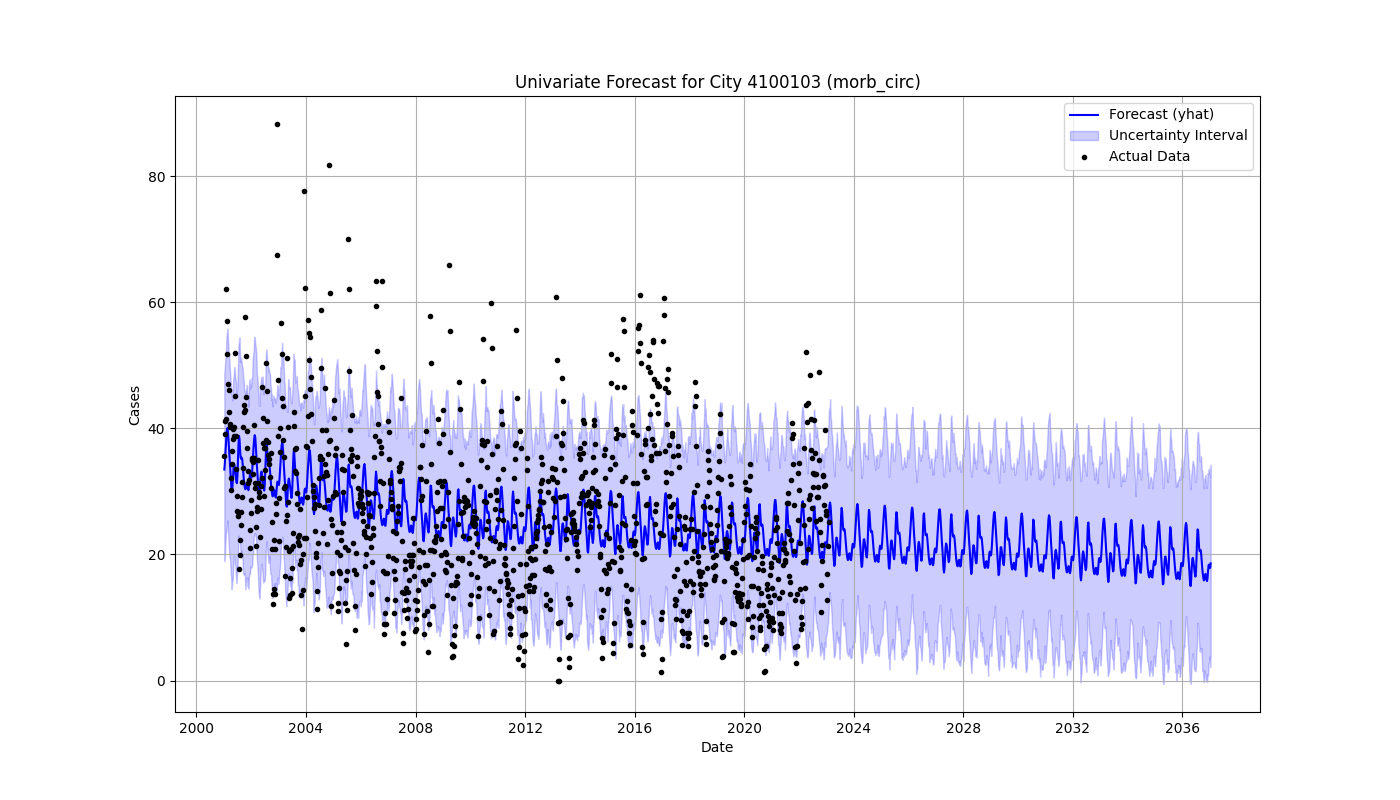 Univariate Forecast for City 4100103 (morb_circ)
Forecast (yhat)
Uncertainty Interval
Actual Data
Cases
80
60
40
20
0
2000 2004 2008 2012 2016 2020 2024 2028 2032 2036
Date